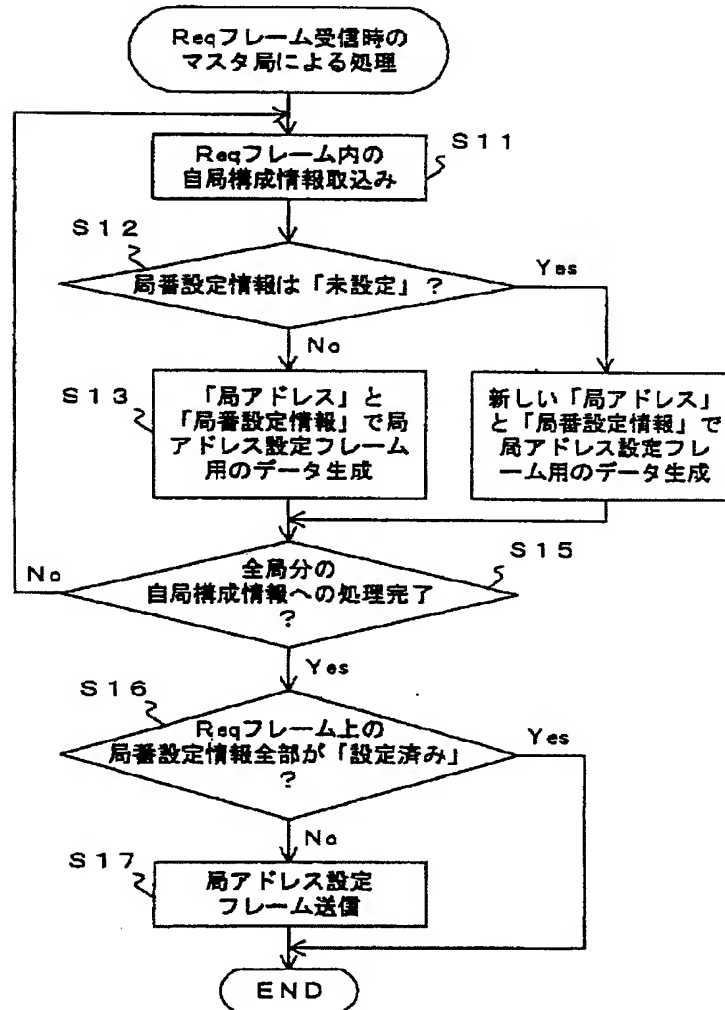 Reqフレーム受信時の
マスタ局による処理
S11
Reqフレーム内の
自局構成情報取込み
S12
局番設定情報は「未設定」?
Yes
No
S13
「局アドレス」と
「局番設定情報」で局
アドレス設定フレーム
用のデータ生成
新しい「局アドレス」
と「局番設定情報」で
局アドレス設定フレ
ーム用のデータ生成
S15
No
全局分の
自局構成情報への処理完了
?
Yes
S16
Reqフレーム上の
局番設定情報全部が「設定済み」
?
Yes
No
S17
局アドレス設定
フレーム送信
END